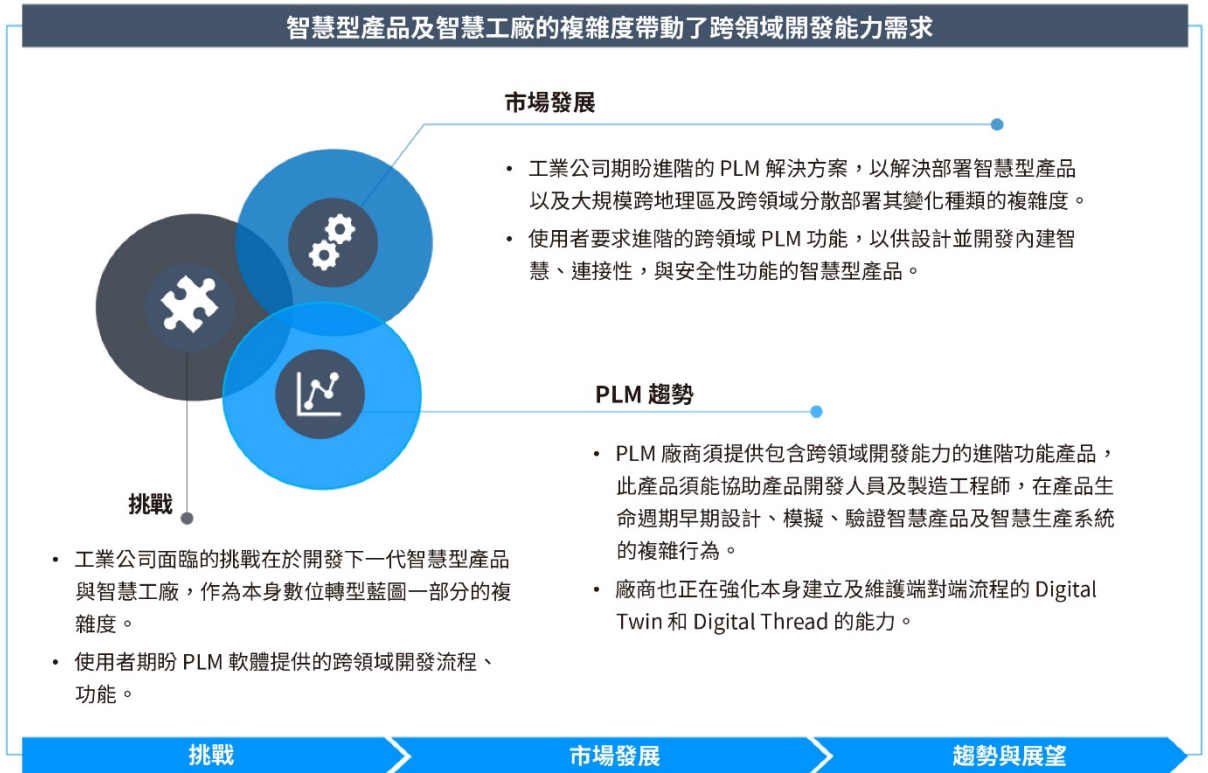 智慧型產品及智慧工廠的複雜度帶動了跨領域開發能力需求
市場發展
• 工業公司期盼進階的 PLM 解決方案，以解決部署智慧型產品
以及大規模跨地理區及跨領域分散部署其變化種類的複雜度。
• 使用者要求進階的跨領域 PLM 功能，以供設計並開發內建智
慧、連接性，與安全性功能的智慧型產品。
PLM 趨勢
• PLM 廠商須提供包含跨領域開發能力的進階功能產品，
此產品須能協助產品開發人員及製造工程師，在產品生
命週期早期設計、模擬、驗證智慧產品及智慧生產系統
的複雜行為。
• 廠商也正在強化本身建立及維護端對端流程的 Digital
Twin 和 Digital Thread 的能力。
挑戰
• 工業公司面臨的挑戰在於開發下一代智慧型產品
與智慧工廠，作為本身數位轉型藍圖一部分的複
雜度。
• 使用者期盼 PLM 軟體提供的跨領域開發流程、
功能。
挑戰
市場發展
趨勢與展望